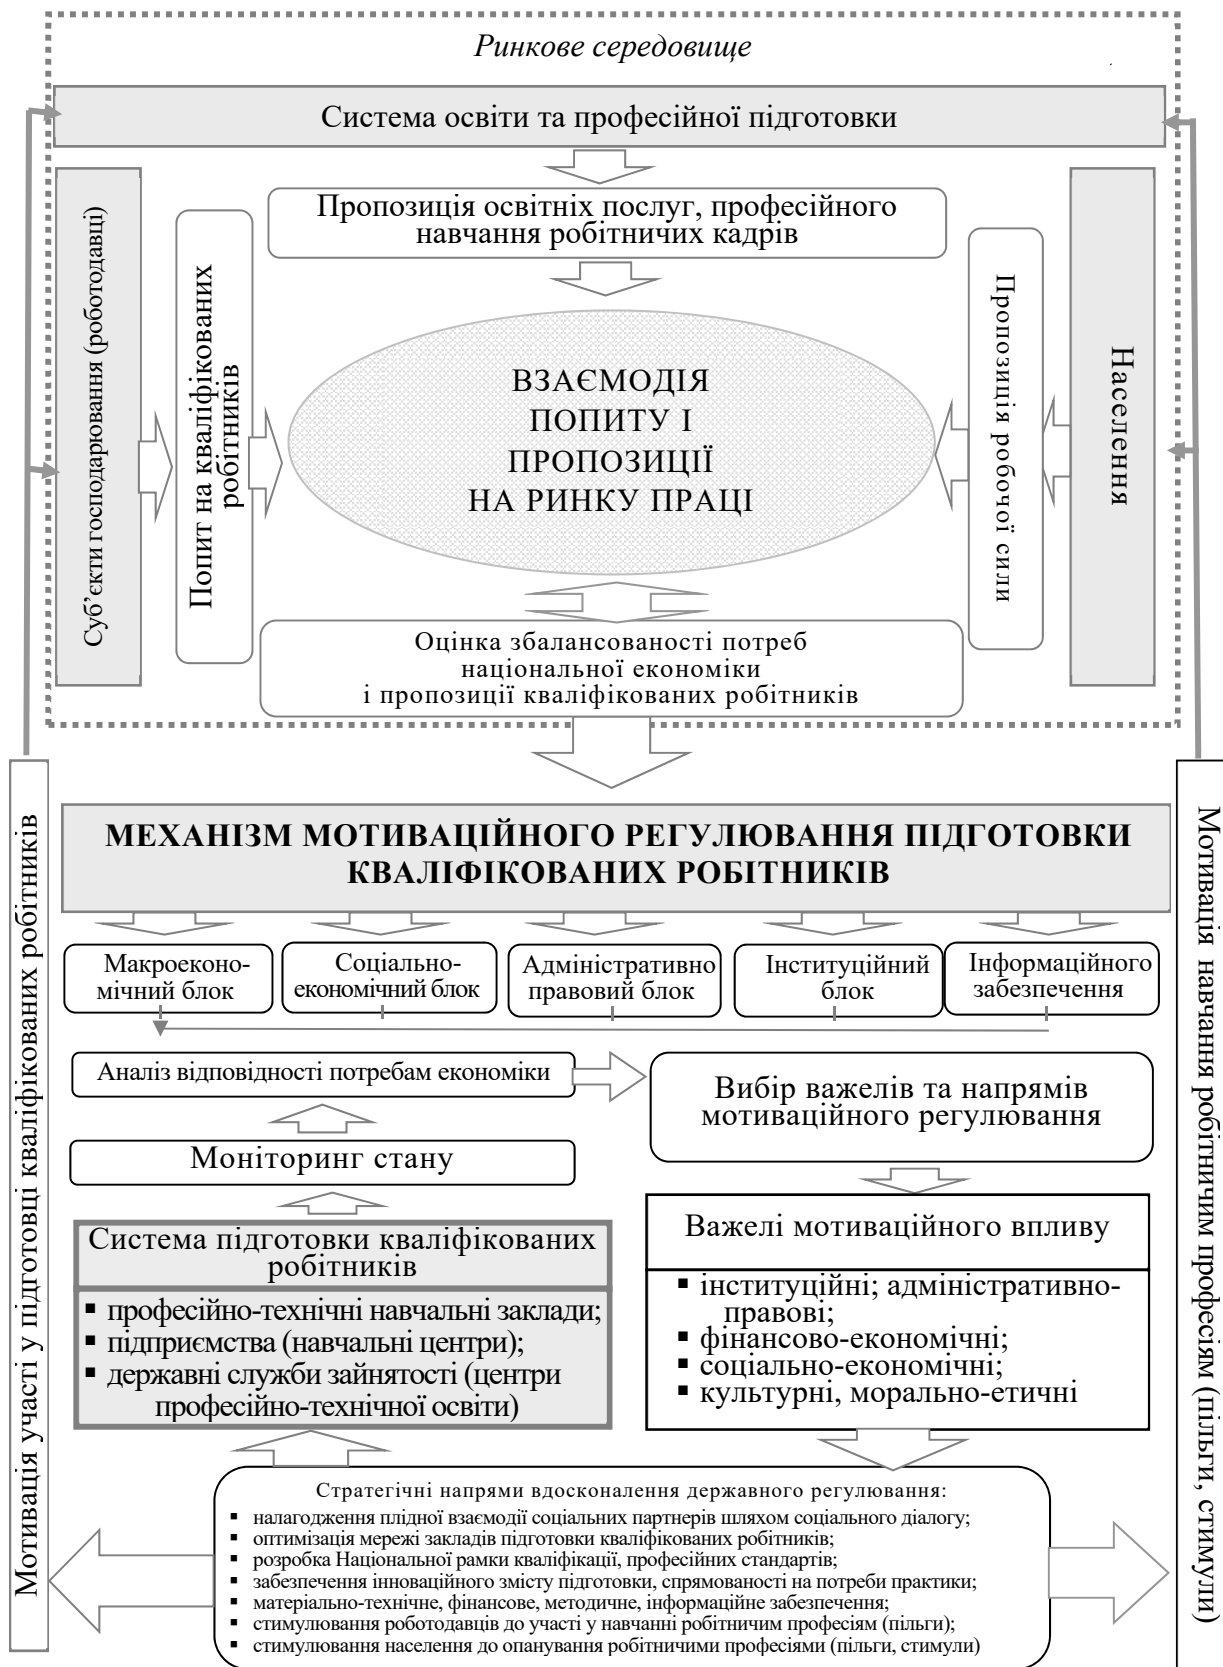 Ринкове середовище
Система освіти та професійної підготовки
Пропозиція освітніх послуг, професійного
навчання робітничих кадрів
Суб’єкти господарювання (роботодавці)
Попит на кваліфікованих
робітників
ВЗАЄМОДІЯ
ПОПИТУ І
ПРОПОЗИЦІЇ
НА РИНКУ ПРАЦІ
Пропозиція робочої сили
Населення
Оцінка збалансованості потреб
національної економіки
і пропозиції кваліфікованих робітників
Мотивація участі у підготовці кваліфікованих робітників
МЕХАНІЗМ МОТИВАЦІЙНОГО РЕГУЛЮВАННЯ ПІДГОТОВКИ
КВАЛІФІКОВАНИХ РОБІТНИКІВ
Макроеконо-
мічний блок
Соціально-
економічний блок
Адміністративно
правовий блок
Інституційний
блок
Інформаційного
забезпечення
Аналіз відповідності потребам економіки
Вибір важелів та напрямів
мотиваційного регулювання
Моніторинг стану
Система підготовки кваліфікованих
робітників
▪ професійно-технічні навчальні заклади;
▪ підприємства (навчальні центри);
▪ державні служби зайнятості (центри
професійно-технічної освіти)
Важелі мотиваційного впливу
▪ інституційні; адміністративно-
правові;
▪ фінансово-економічні;
▪ соціально-економічні;
▪ культурні, морально-етичні
Стратегічні напрями вдосконалення державного регулювання:
▪ налагодження плідної взаємодії соціальних партнерів шляхом соціального діалогу;
▪ оптимізація мережі закладів підготовки кваліфікованих робітників;
▪ розробка Національної рамки кваліфікації, професійних стандартів;
▪ забезпечення інноваційного змісту підготовки, спрямованості на потреби практики;
▪ матеріально-технічне, фінансове, методичне, інформаційне забезпечення;
▪ стимулювання роботодавців до участі у навчанні робітничим професіям (пільги);
▪ стимулювання населення до опанування робітничими професіями (пільги, стимули)
Мотивація навчання робітничим професіям (пільги, стимули)